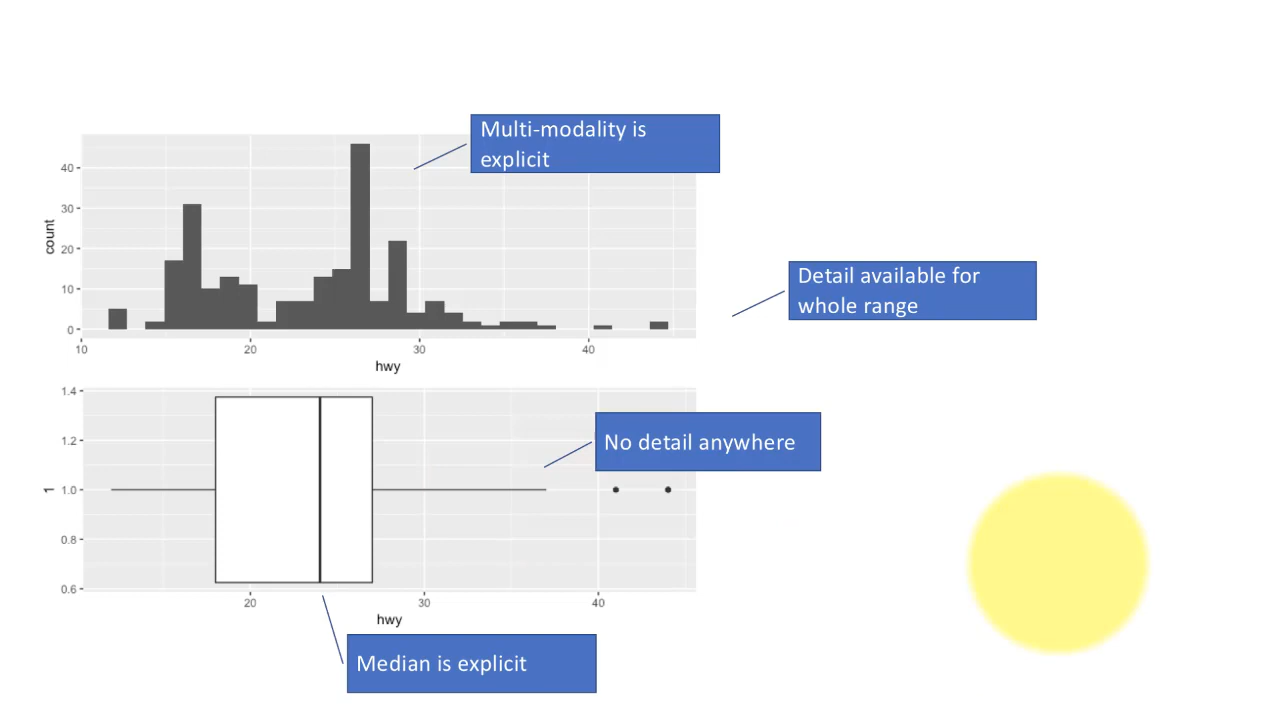 Multi-modality is
explicit
40
30
20
10
0
count
10
20
30
40
hwy
Detail available for
whole range
1.4
1.2
1.0
0.8
0.6
1
No detail anywhere
20
30
40
hwy
Median is explicit